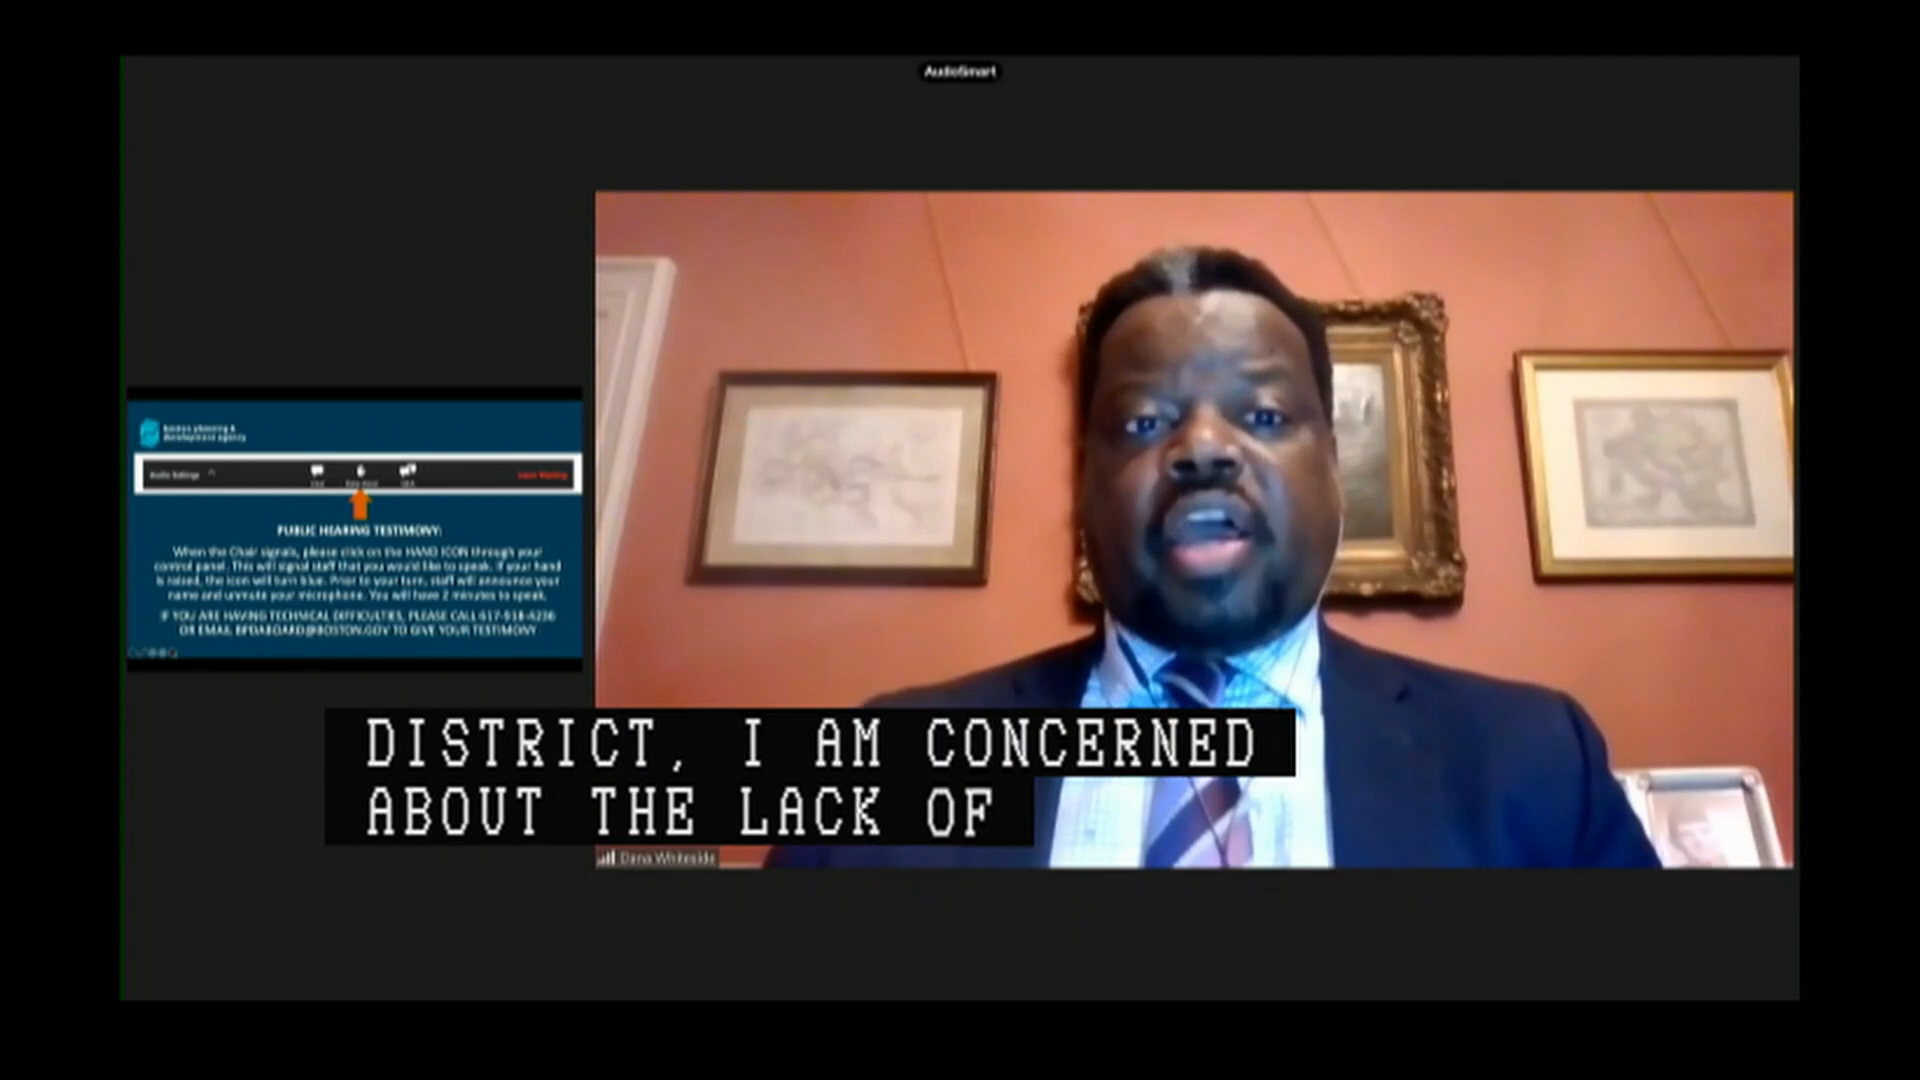 AudioSmart
boston planning &
development agency
Audio Settings
Leave Meeting
PUBLIC HEARING TESTIMONY:
When the Chair signals, please click on the HAND ICON through your
control panel. This will signal staff that you would like to speak. If your hand
is raised, the icon will turn blue. Prior to your turn, staff will announce your
name and unmute your microphone. You will have 2 minutes to speak.
IF YOU ARE HAVING TECHNICAL DIFFICULTIES, PLEASE CALL 617-918-4236
OR EMAIL BPDABOARD@BOSTON.GOV TO GIVE YOUR TESTIMONY
DISTRICT, I AM CONCERNED
ABOUT THE LACK OF
Dana Whiteside